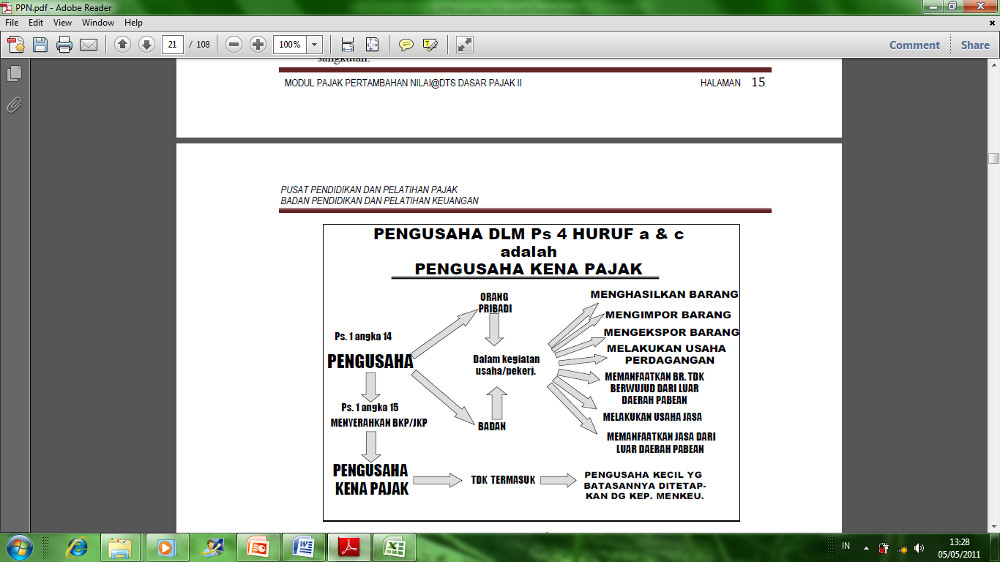 PPN.pdf - Adobe Reader
File Edit View Window Help
21 / 108 100% Comment Share
sangkutan.
MODUL PAJAK PERTAMBAHAN NILAI@DTS DASAR PAJAK II HALAMAN 15
PUSAT PENDIDIKAN DAN PELATIHAN PAJAK
BADAN PENDIDIKAN DAN PELATIHAN KEUANGAN
PENGUSAHA DLM Ps 4 HURUF a & c
adalah
PENGUSAHA KENA PAJAK
Ps. 1 angka 14
PENGUSAHA
Ps. 1 angka 15
MENYERAHKAN BKP/JKP
PENGUSAHA
KENA PAJAK
ORANG
PRIBADI
Dalam kegiatan
usaha/pekerj.
BADAN
TDK TERMASUK
MENGHASILKAN BARANG
MENGIMPOR BARANG
MENGEKSPOR BARANG
MELAKUKAN USAHA
PERDAGANGAN
MEMANFAATKAN BR. TDK
BERWUJUD DARI LUAR
DAERAH PABEAN
MELAKUKAN USAHA JASA
MEMANFAATKAN JASA DARI
LUAR DAERAH PABEAN
PENGUSAHA KECIL YG
BATASANNYA DITETAP-
KAN DG KEP. MENKEU.
IN
13:28
05/05/2011